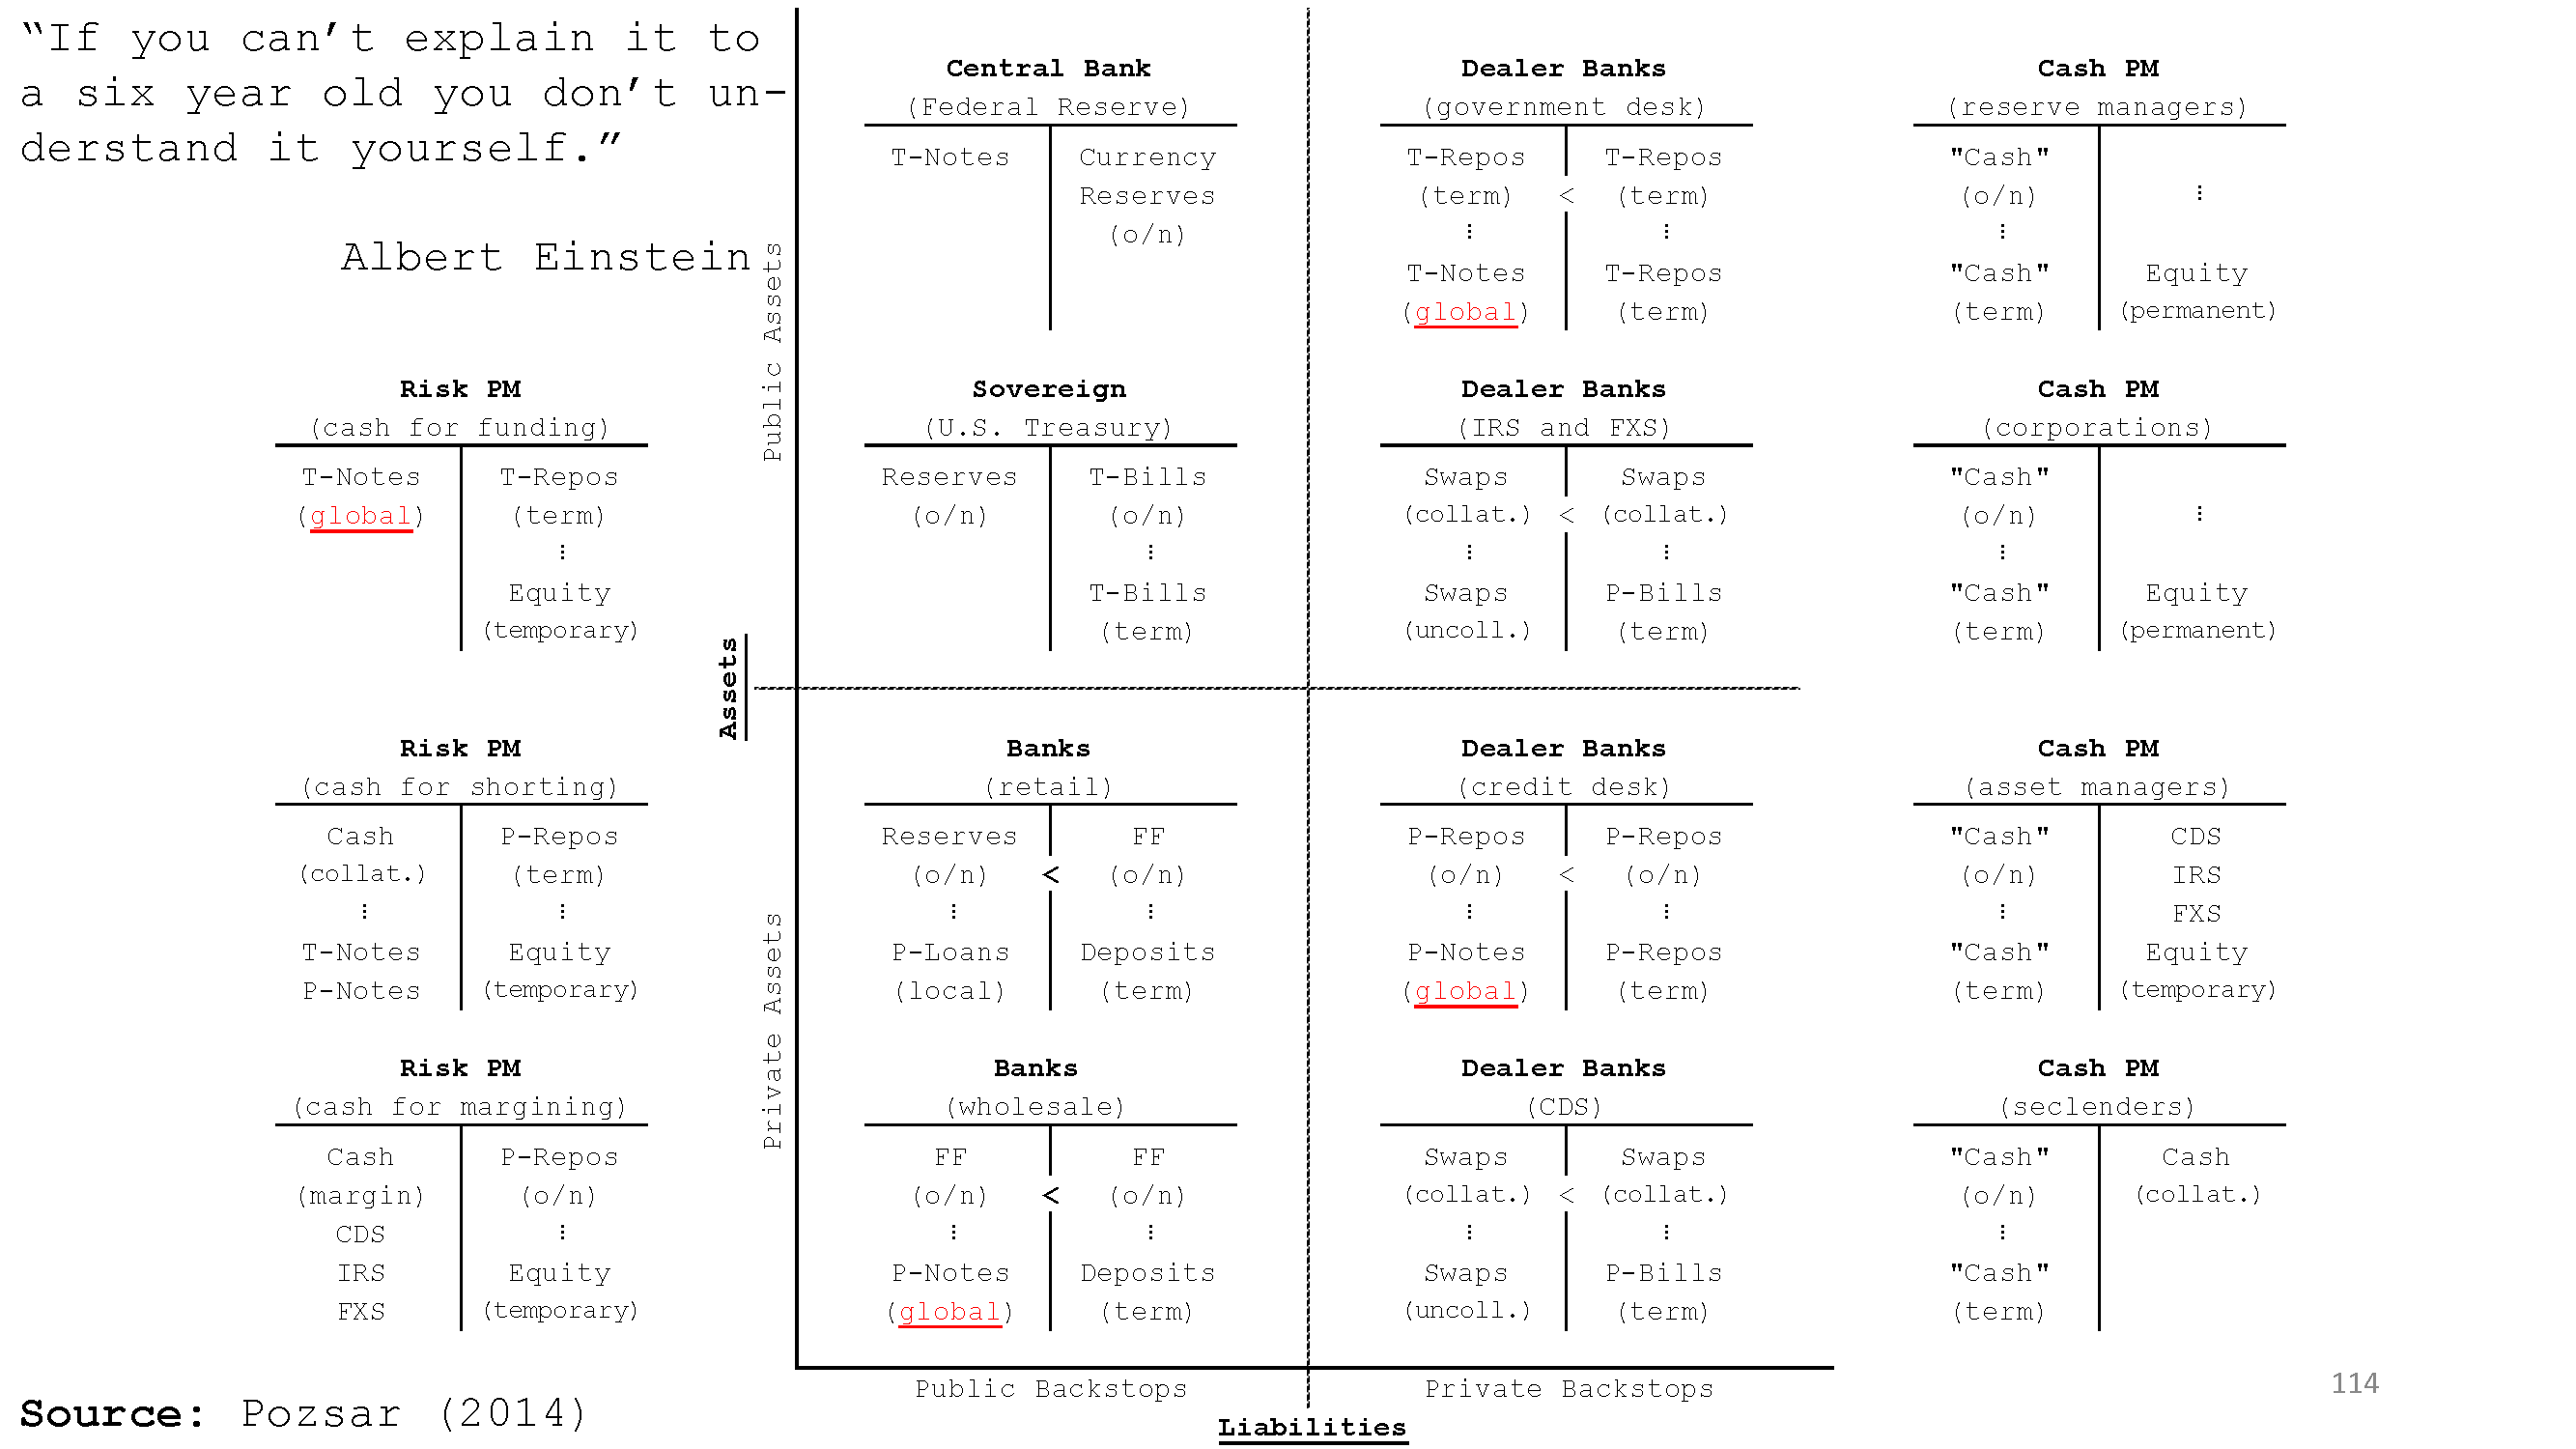 “If you can’t explain it to
a six year old you don’t un-
derstand it yourself.”
Albert Einstein
Assets
Public Assets
Private Assets
Risk PM
(cash for funding)
T-Notes T-Repos
(global) (term)
⋮
Equity
(temporary)
Risk PM
(cash for shorting)
Cash P-Repos
(collat.) (term)
⋮ ⋮
T-Notes Equity
P-Notes (temporary)
Risk PM
(cash for margining)
Cash P-Repos
(margin) (o/n)
CDS ⋮
IRS Equity
FXS (temporary)
Central Bank
(Federal Reserve)
T-Notes Currency
Reserves
(o/n)
Sovereign
(U.S. Treasury)
Reserves T-Bills
(o/n) (o/n)
⋮
T-Bills
(term)
Banks
(retail)
Reserves FF
(o/n) < (o/n)
⋮ ⋮
P-Loans Deposits
(local) (term)
Banks
(wholesale)
FF FF
(o/n) < (o/n)
⋮ ⋮
P-Notes Deposits
(global) (term)
Dealer Banks
(government desk)
T-Repos T-Repos
(term) < (term)
⋮ ⋮
T-Notes T-Repos
(global) (term)
Dealer Banks
(IRS and FXS)
Swaps Swaps
(collat.) < (collat.)
⋮ ⋮
Swaps P-Bills
(uncoll.) (term)
Dealer Banks
(credit desk)
P-Repos P-Repos
(o/n) < (o/n)
⋮ ⋮
P-Notes P-Repos
(global) (term)
Dealer Banks
(CDS)
Swaps Swaps
(collat.) < (collat.)
⋮ ⋮
Swaps P-Bills
(uncoll.) (term)
Cash PM
(reserve managers)
"Cash"
(o/n) ⋮
⋮
"Cash" Equity
(term) (permanent)
Cash PM
(corporations)
"Cash"
(o/n) ⋮
⋮
"Cash" Equity
(term) (permanent)
Cash PM
(asset managers)
"Cash" CDS
(o/n) IRS
⋮ FXS
"Cash" Equity
(term) (temporary)
Cash PM
(seclenders)
"Cash" Cash
(o/n) (collat.)
⋮
"Cash"
(term)
Public Backstops Private Backstops
Liabilities
Source: Pozsar (2014)
114